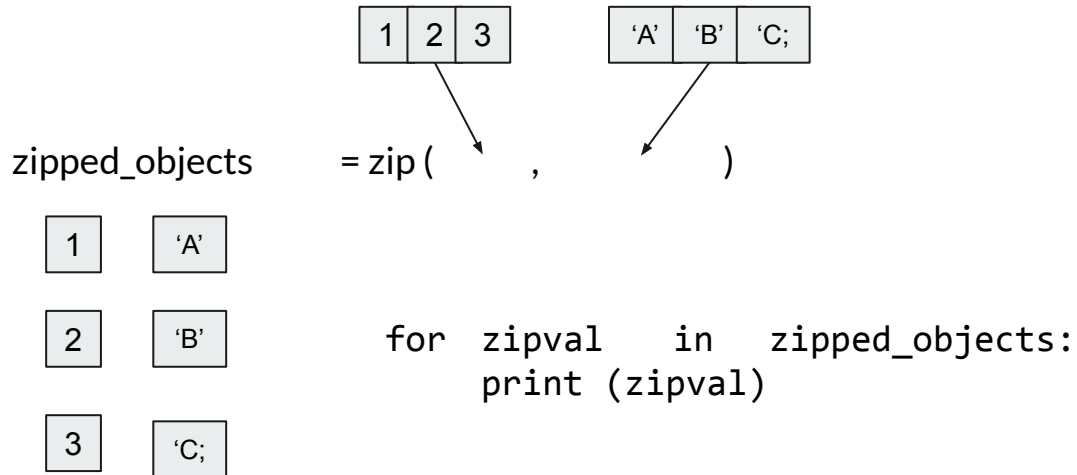 1 2 3 ‘A’ ‘B’ ‘C;
zipped_objects = zip ( , )
1 ‘A’
2 ‘B’
for zipval in zipped_objects:
print (zipval)
3 ‘C;